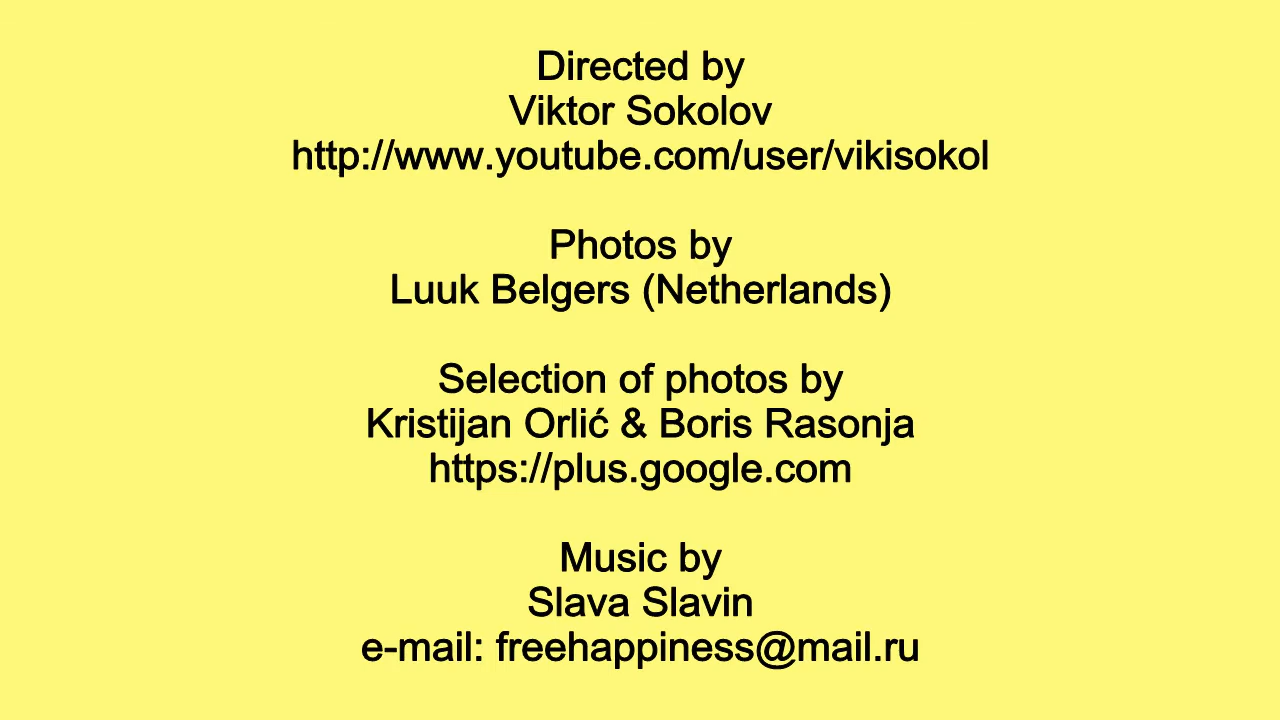 Directed by
Viktor Sokolov
http://www.youtube.com/user/vikisokol
Photos by
Luuk Belgers (Netherlands)
Selection of photos by
Kristijan Orlić & Boris Rasonja
https://plus.google.com
Music by
Slava Slavin
e-mail: freehappiness@mail.ru